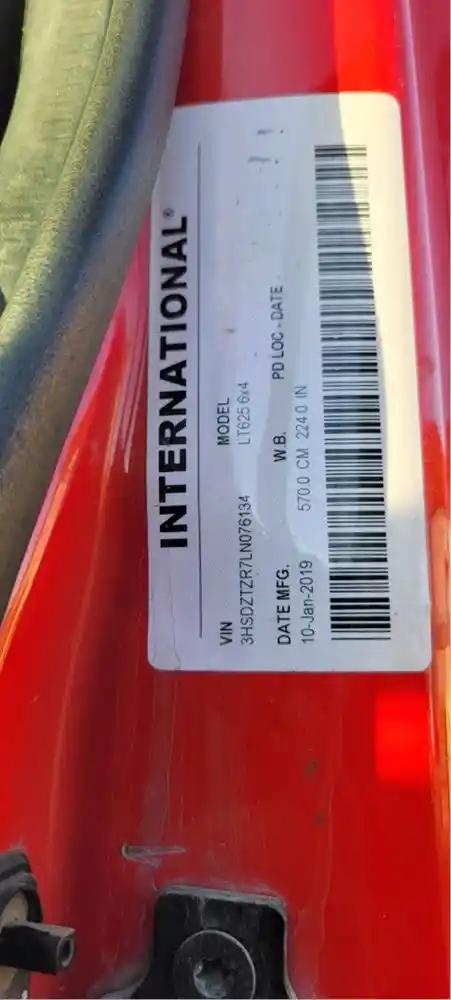 INTERNATIONAL®
VIN MODEL
3HSDZTZR7LN076134 LT625 6x4
DATE MFG. W.B. PD LOC - DATE
10-Jan-2019 570.0 CM 224.0 IN